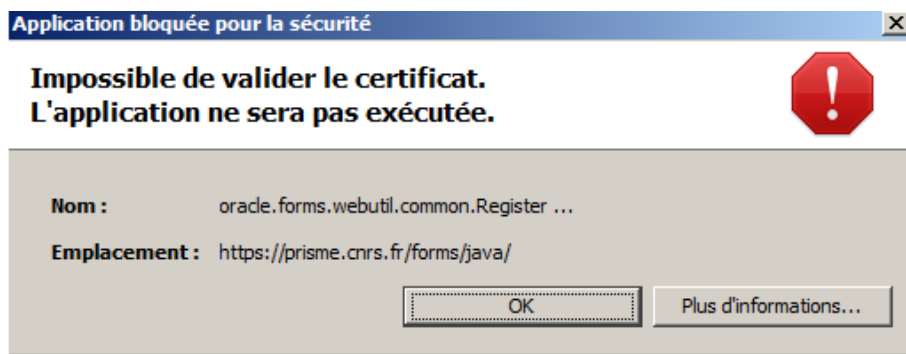 Application bloquée pour la sécurité
Impossible de valider le certificat.
L'application ne sera pas exécutée.
Nom : oracle.forms.webutil.common.Register ...
Emplacement : https://prisme.cnrs.fr/forms/java/
OK Plus d'informations...